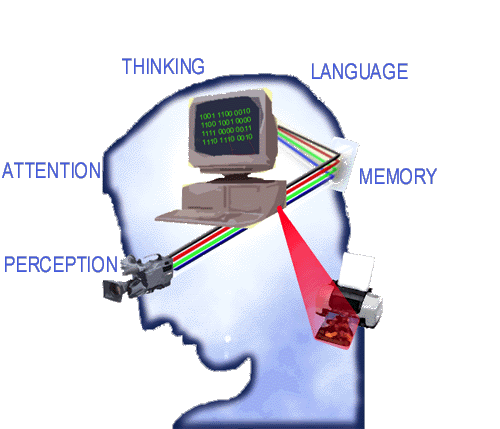 THINKING
LANGUAGE
1001 1100 0010
1100 1001 0000
1111 0000 0011
1110 1110 0010
ATTENTION
MEMORY
PERCEPTION